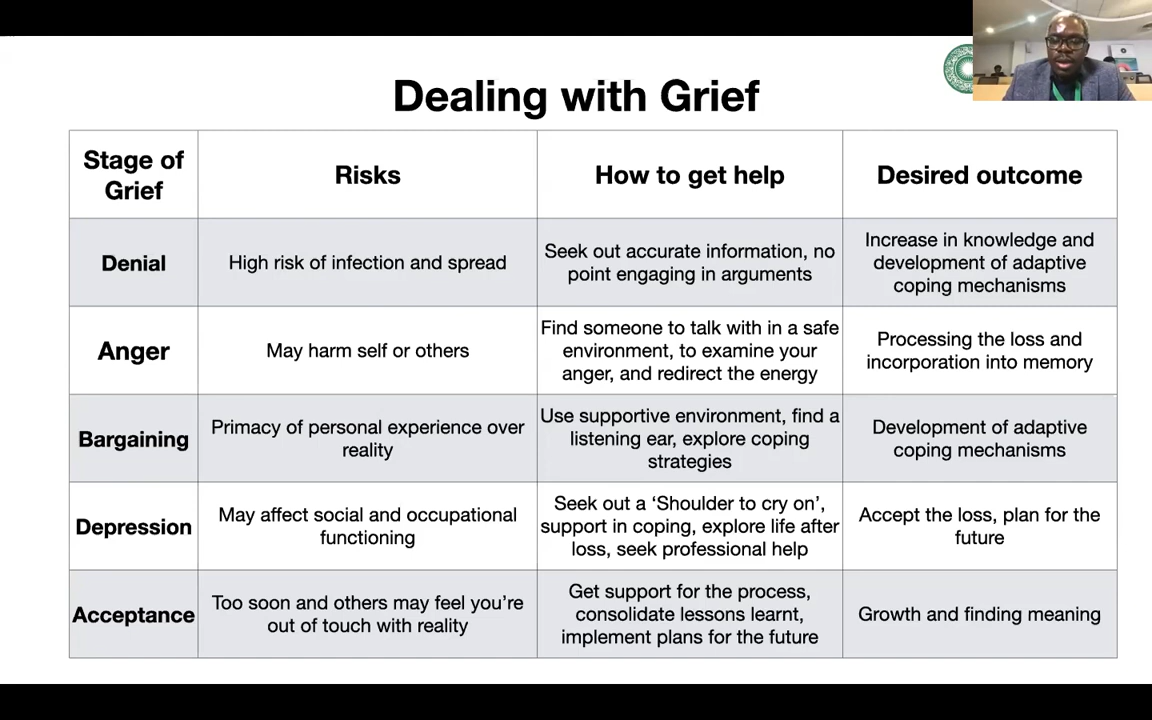 Dealing with Grief
Stage of
Grief
Risks
How to get help
Desired outcome
Denial
High risk of infection and spread
Seek out accurate information, no
point engaging in arguments
Increase in knowledge and
development of adaptive
coping mechanisms
Anger
May harm self or others
Find someone to talk with in a safe
environment, to examine your
anger, and redirect the energy
Processing the loss and
incorporation into memory
Bargaining
Primacy of personal experience over
reality
Use supportive environment, find a
listening ear, explore coping
strategies
Development of adaptive
coping mechanisms
Depression
May affect social and occupational
functioning
Seek out a ‘Shoulder to cry on’,
support in coping, explore life after
loss, seek professional help
Accept the loss, plan for the
future
Acceptance
Too soon and others may feel you’re
out of touch with reality
Get support for the process,
consolidate lessons learnt,
implement plans for the future
Growth and finding meaning